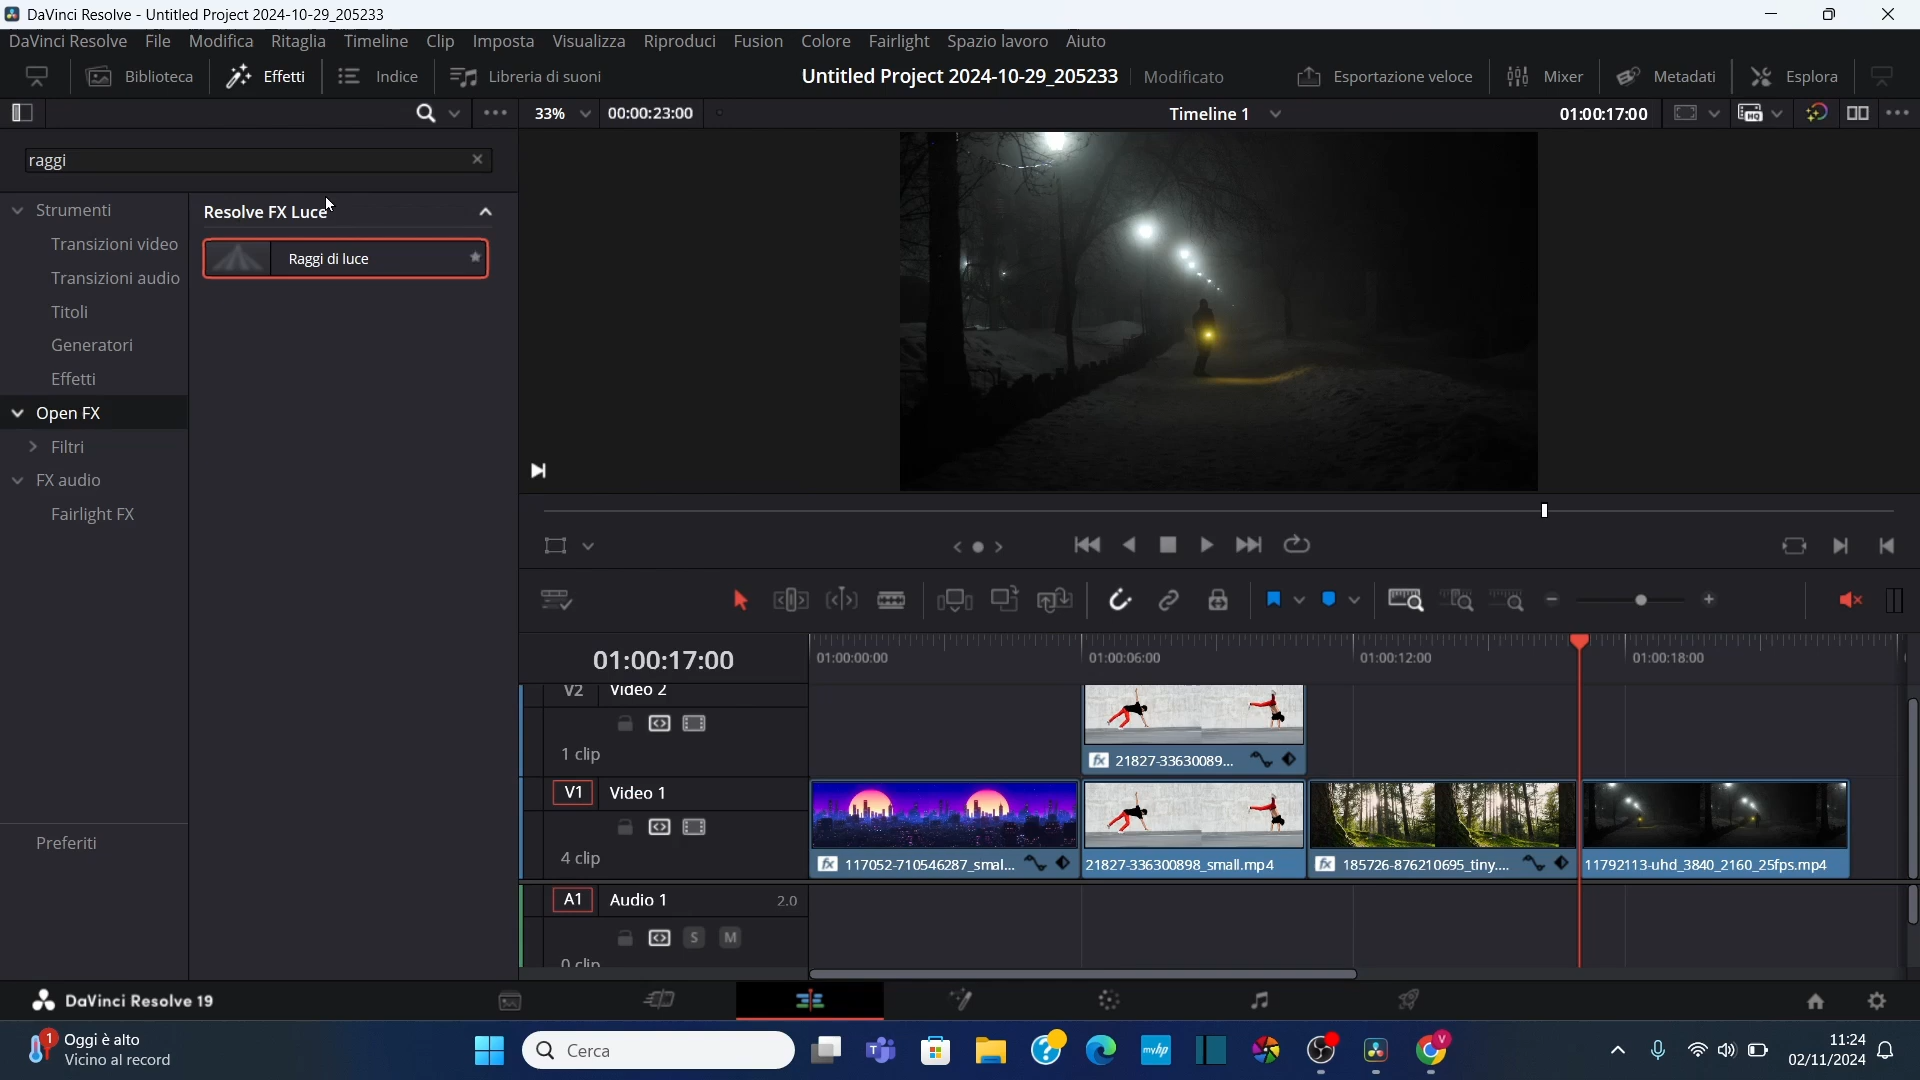 DaVinci Resolve - Untitled Project 2024-10-29_205233
DaVinci Resolve File Modifica Ritaglia Timeline Clip Imposta Visualizza Riproduci Fusion Colore Fairlight Spazio lavoro Aiuto
Biblioteca Effetti Indice Libreria di suoni Untitled Project 2024-10-29_205233 Modificato Esportazione veloce Mixer Metadati Esplora
33% 00:00:23:00 Timeline 1 01:00:17:00 HQ
raggi
Strumenti
Transizioni video
Transizioni audio
Titoli
Generatori
Effetti
Open FX
Filtri
FX audio
Fairlight FX
Preferiti
Resolve FX Luce
Raggi di luce
01:00:17:00 01:00:00:00 01:00:06:00 01:00:12:00 01:00:18:00
V2 Video 2
1 clip
fx 21827-33630089...
V1 Video 1
4 clip
fx 117052-710546287_smal... 21827-336300898_small.mp4 fx 185726-876210695_tiny.... 11792113-uhd_3840_2160_25fps.mp4
A1 Audio 1 2.0
S M
0 clip
DaVinci Resolve 19
1 Oggi è alto
Vicino al record
Cerca
myhp
V
11:24
02/11/2024